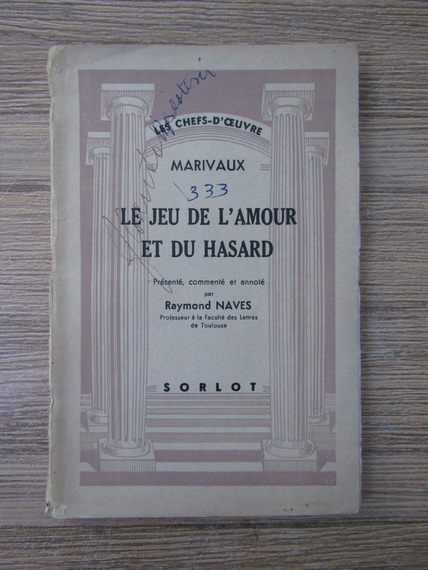 LES CHEFS-D'ŒUVRE
MARIVAUX
333
LE JEU DE L'AMOUR
ET DU HASARD
Présenté, commenté et annoté
par
Raymond NAVES
Professeur à la Faculté des Lettres
de Toulouse
SORLOT